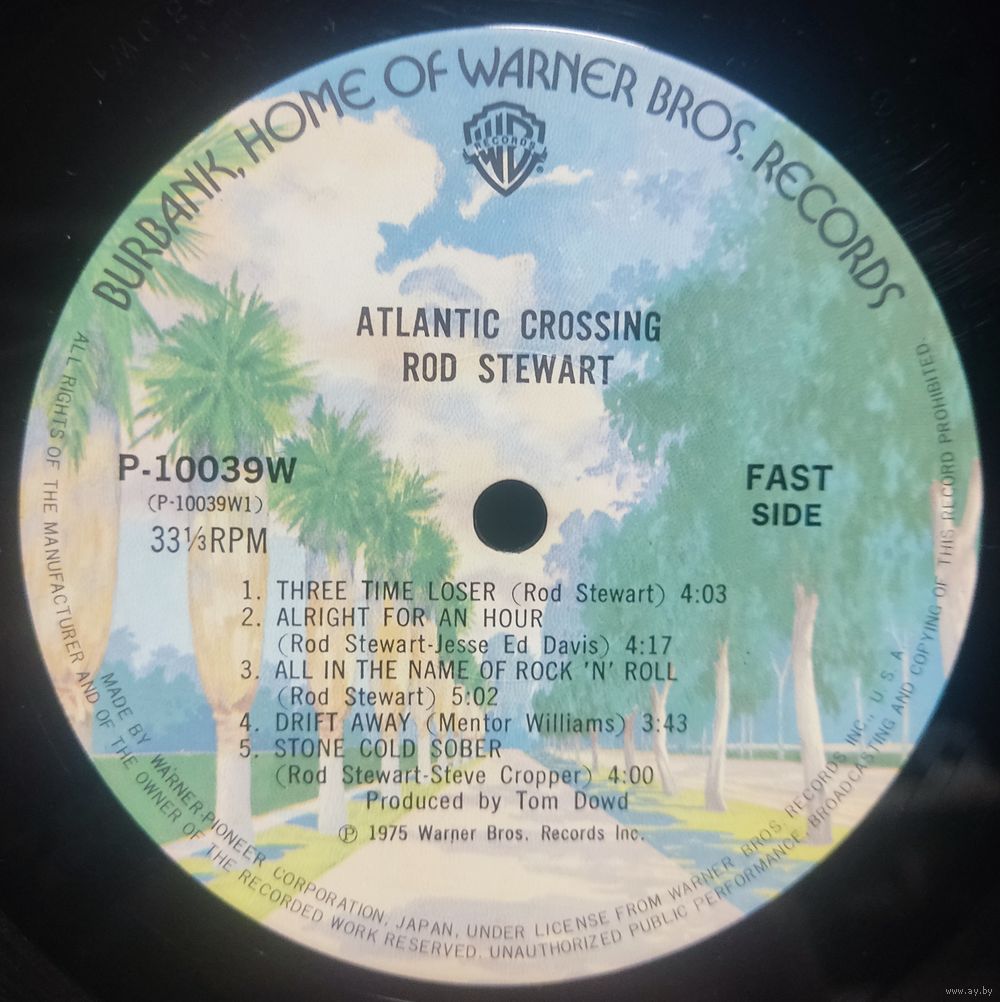 BURBANK, HOME OF WARNER BROS. RECORDS
WB
RECORDS
®
ATLANTIC CROSSING
ROD STEWART
P-10039W
(P-10039W1)
33⅓RPM
FAST
SIDE
1. THREE TIME LOSER (Rod Stewart) 4:03
2. ALRIGHT FOR AN HOUR
(Rod Stewart-Jesse Ed Davis) 4:17
3. ALL IN THE NAME OF ROCK 'N' ROLL
(Rod Stewart) 5:02
4. DRIFT AWAY (Mentor Williams) 3:43
5. STONE COLD SOBER
(Rod Stewart-Steve Cropper) 4:00
Produced by Tom Dowd
℗ 1975 Warner Bros. Records Inc.
MADE BY WARNER-PIONEER CORPORATION, JAPAN, UNDER LICENSE FROM WARNER BROS. RECORDS INC., U.S.A.
ALL RIGHTS OF THE MANUFACTURER AND OF THE OWNER OF THE RECORDED WORK RESERVED. UNAUTHORIZED PUBLIC PERFORMANCE, BROADCASTING AND COPYING OF THIS RECORD PROHIBITED.
www.ay.by